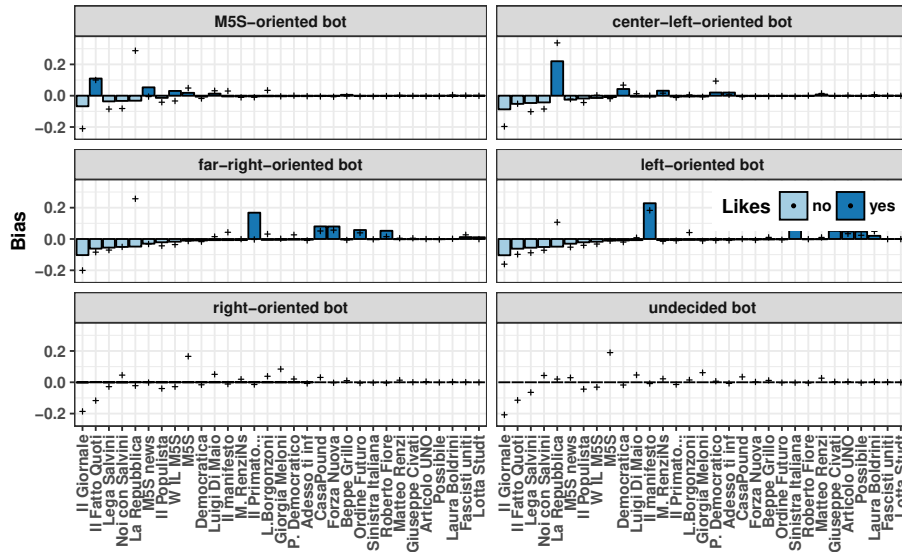 M5S−oriented bot
center−left−oriented bot
0.2
0.0
−0.2
far−right−oriented bot
left−oriented bot
Likes no yes
0.2
0.0
−0.2
Bias
right−oriented bot
undecided bot
0.2
0.0
−0.2
Il Giornale
Il Fatto Quoti
Lega Salvini
Noi con Salvini
La Repubblica
M5S news
Il Populista
W IL M5S
M5S
Democratica
Luigi Di Maio
Il manifesto
M. RenziNs
Il Primato...
L.Borgonzoni
Giorgia Meloni
P. Democratico
Adesso ti inf
CasaPound
Forza Nuova
Beppe Grillo
Ordine Futuro
Sinistra Italiana
Roberto Fiore
Matteo Renzi
Giuseppe Civati
Articolo UNO
Possibile
Laura Boldrini
Fascisti uniti
Lotta Studt
Il Giornale
Il Fatto Quoti
Lega Salvini
Noi con Salvini
La Repubblica
M5S news
Il Populista
W IL M5S
M5S
Democratica
Luigi Di Maio
Il manifesto
M. RenziNs
Il Primato...
L.Borgonzoni
Giorgia Meloni
P. Democratico
Adesso ti inf
CasaPound
Forza Nuova
Beppe Grillo
Ordine Futuro
Sinistra Italiana
Roberto Fiore
Matteo Renzi
Giuseppe Civati
Articolo UNO
Possibile
Laura Boldrini
Fascisti uniti
Lotta Studt